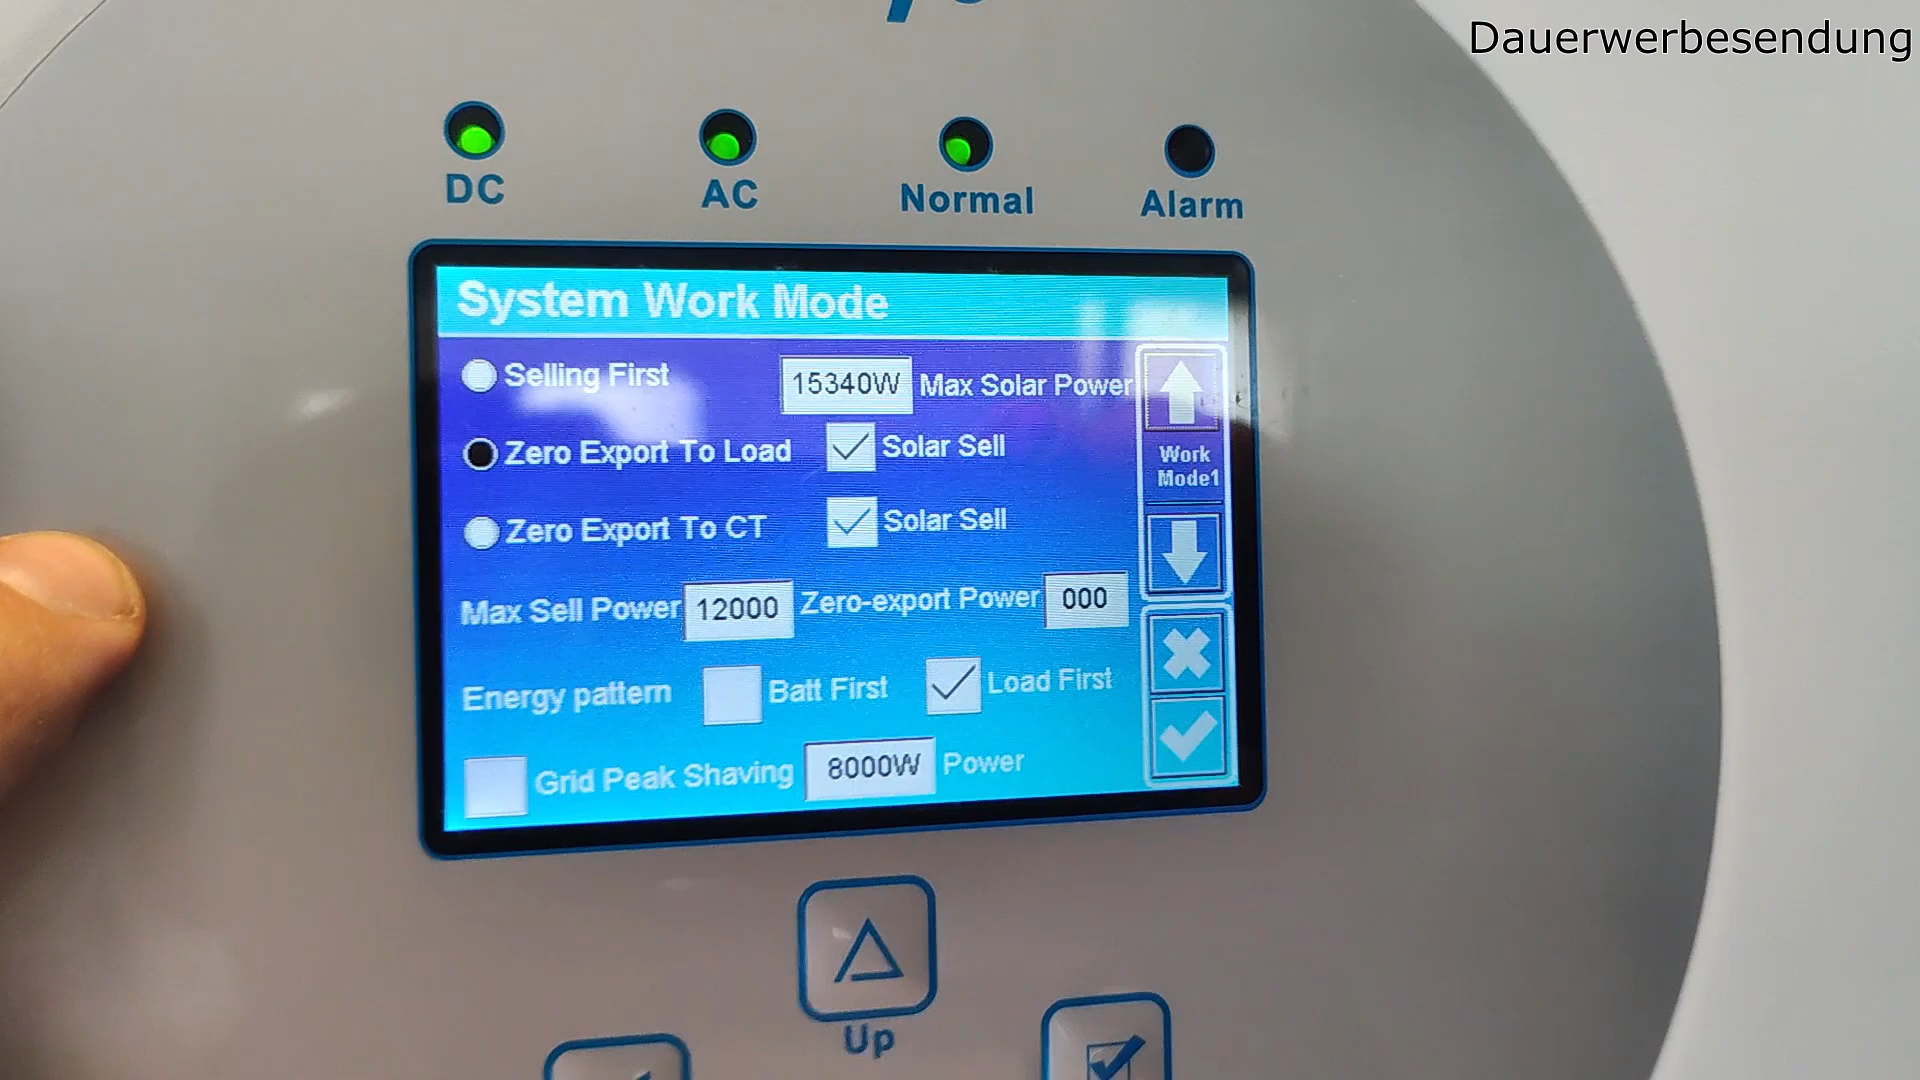 Dauerwerbesendung
DC
AC
Normal
Alarm
System Work Mode
Selling First
15340W Max Solar Power
Zero Export To Load
Solar Sell
Work
Mode1
Zero Export To CT
Solar Sell
Max Sell Power 12000 Zero-export Power 000
Energy pattern Batt First Load First
Grid Peak Shaving 8000W Power
Up